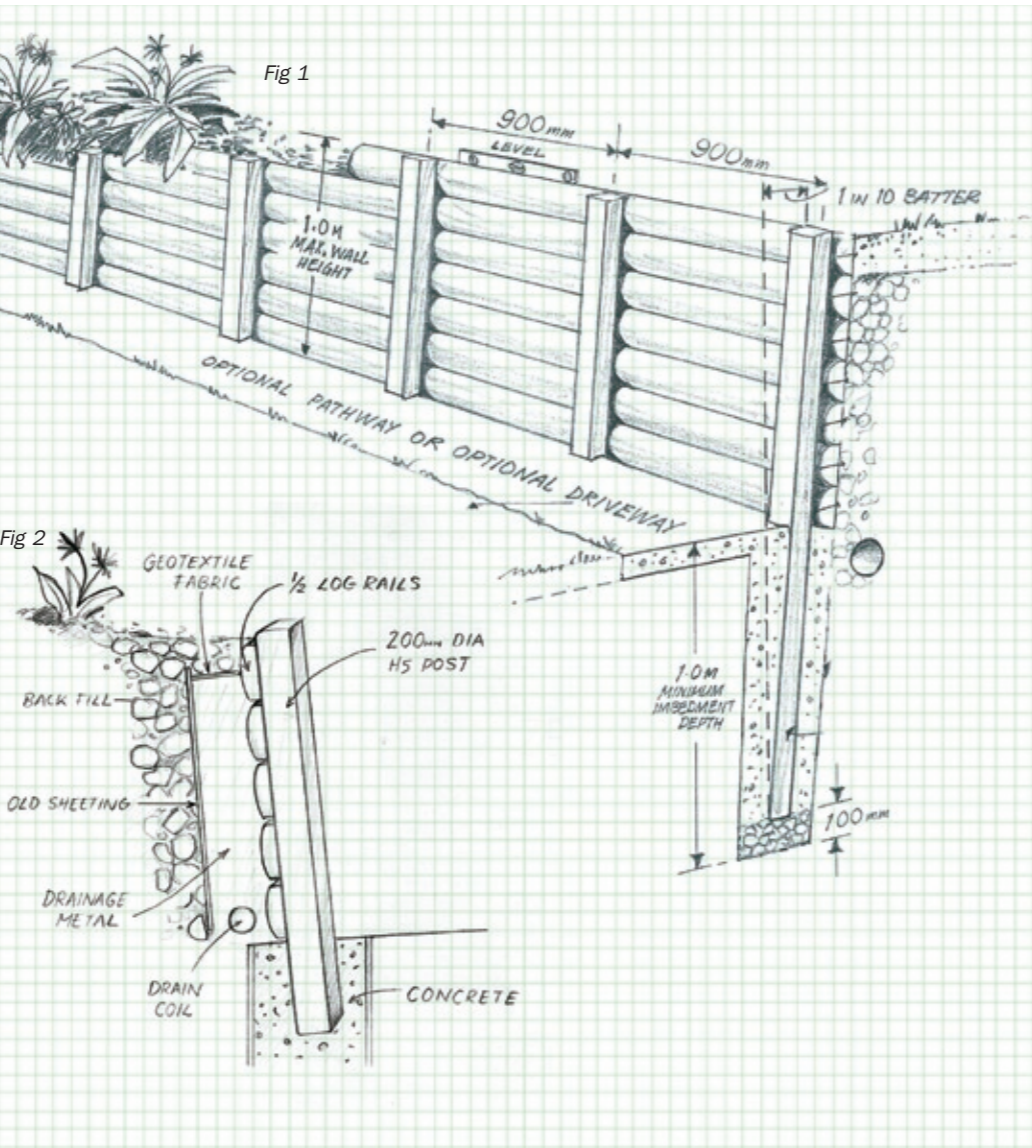 Fig 1
900mm
LEVEL
900mm
1 IN 10 BATTER
1.0M
MAX. WALL
HEIGHT
OPTIONAL PATHWAY OR OPTIONAL DRIVEWAY
Fig 2
GEOTEXTILE
FABRIC
½ LOG RAILS
200mm DIA
H5 POST
BACK FILL
1.0M
MINIMUM
IMBEDMENT
DEPTH
OLD SHEETING
100mm
DRAINAGE
METAL
DRAIN
COIL
CONCRETE